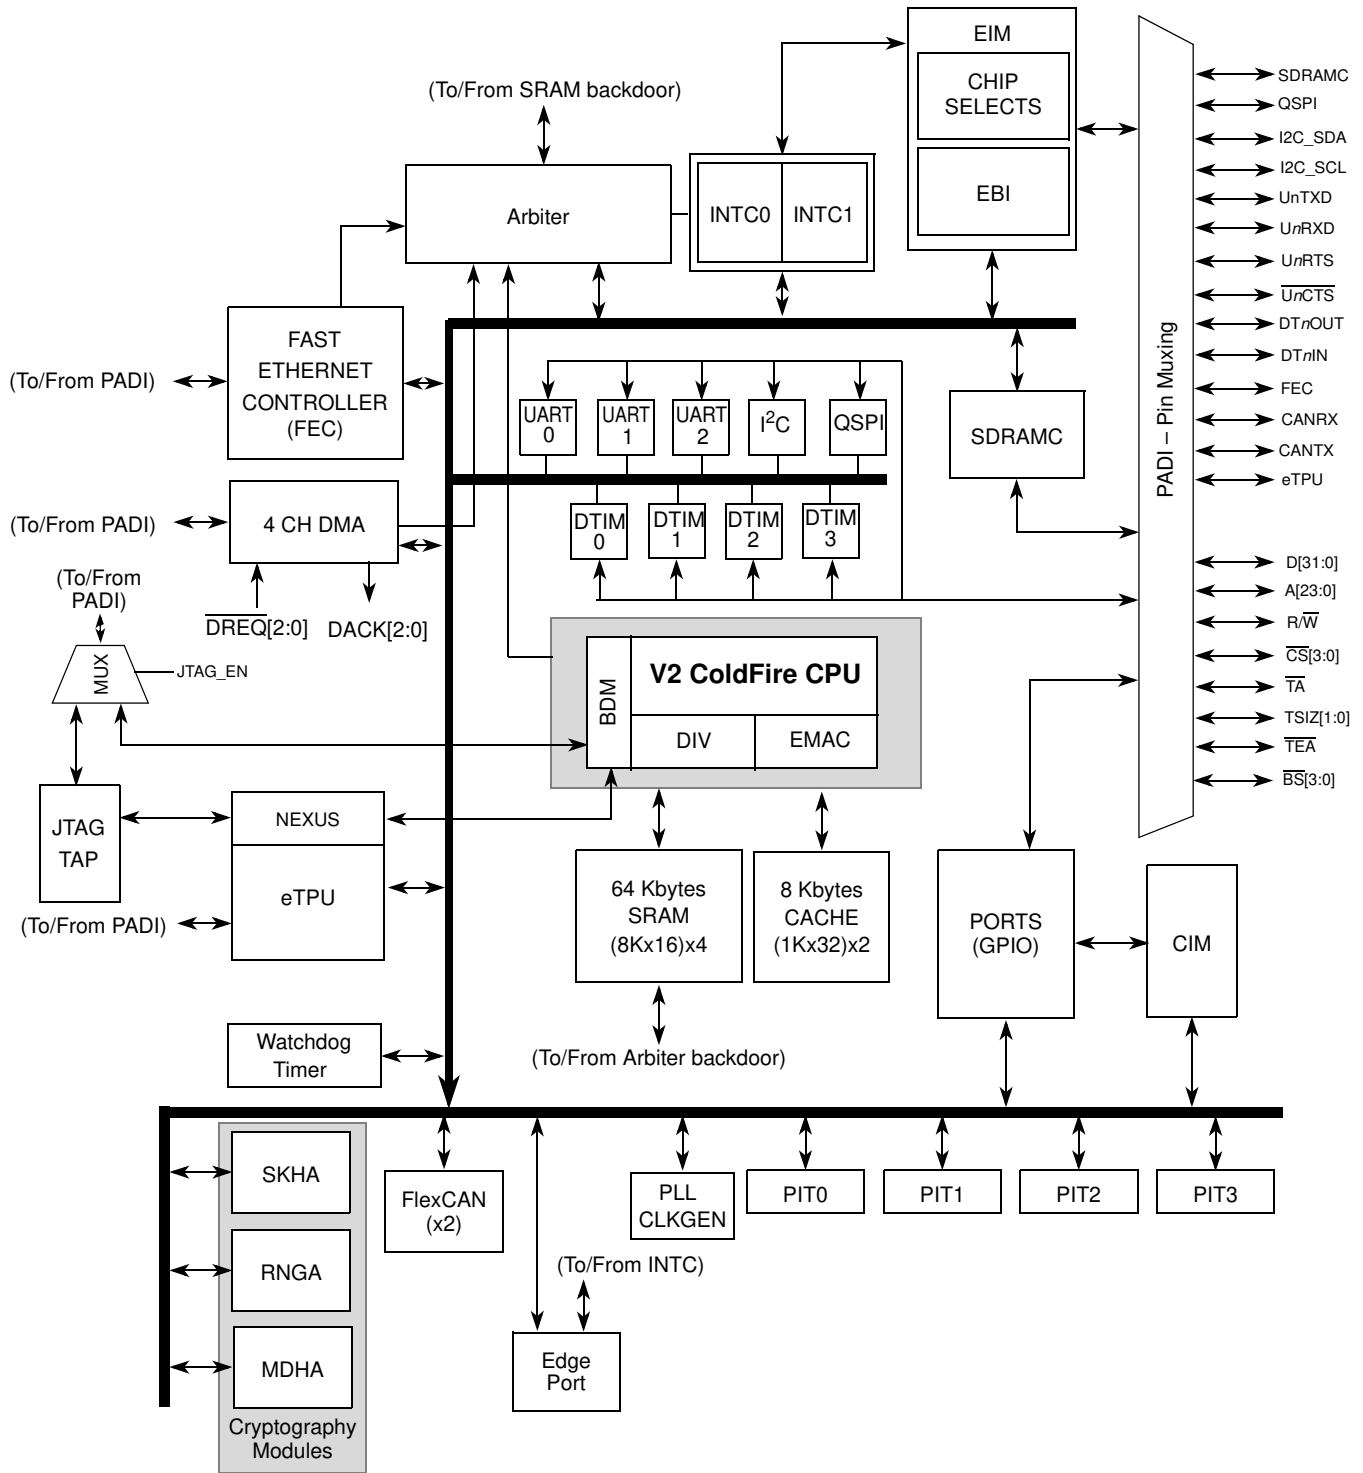 EIM
CHIP
SELECTS
EBI
(To/From SRAM backdoor)
Arbiter
INTC0
INTC1
SDRAMC
QSPI
I2C_SDA
I2C_SCL
UnTXD
UnRXD
UnRTS
U̅n̅C̅T̅S̅
DTnOUT
DTnIN
FEC
CANRX
CANTX
eTPU
D[31:0]
A[23:0]
R/W̅
C̅S̅[3:0]
T̅A̅
TSIZ[1:0]
T̅E̅A̅
B̅S̅[3:0]
PADI – Pin Muxing
FAST
ETHERNET
CONTROLLER
(FEC)
(To/From PADI)
UART
0
UART
1
UART
2
I²C
QSPI
SDRAMC
4 CH DMA
(To/From PADI)
DTIM
0
DTIM
1
DTIM
2
DTIM
3
(To/From
PADI)
D̅R̅E̅Q̅[2:0]
DACK[2:0]
MUX
JTAG_EN
BDM
V2 ColdFire CPU
DIV
EMAC
JTAG
TAP
NEXUS
eTPU
(To/From PADI)
64 Kbytes
SRAM
(8Kx16)x4
8 Kbytes
CACHE
(1Kx32)x2
PORTS
(GPIO)
CIM
Watchdog
Timer
(To/From Arbiter backdoor)
SKHA
RNGA
MDHA
Cryptography
Modules
FlexCAN
(x2)
PLL
CLKGEN
PIT0
PIT1
PIT2
PIT3
(To/From INTC)
Edge
Port